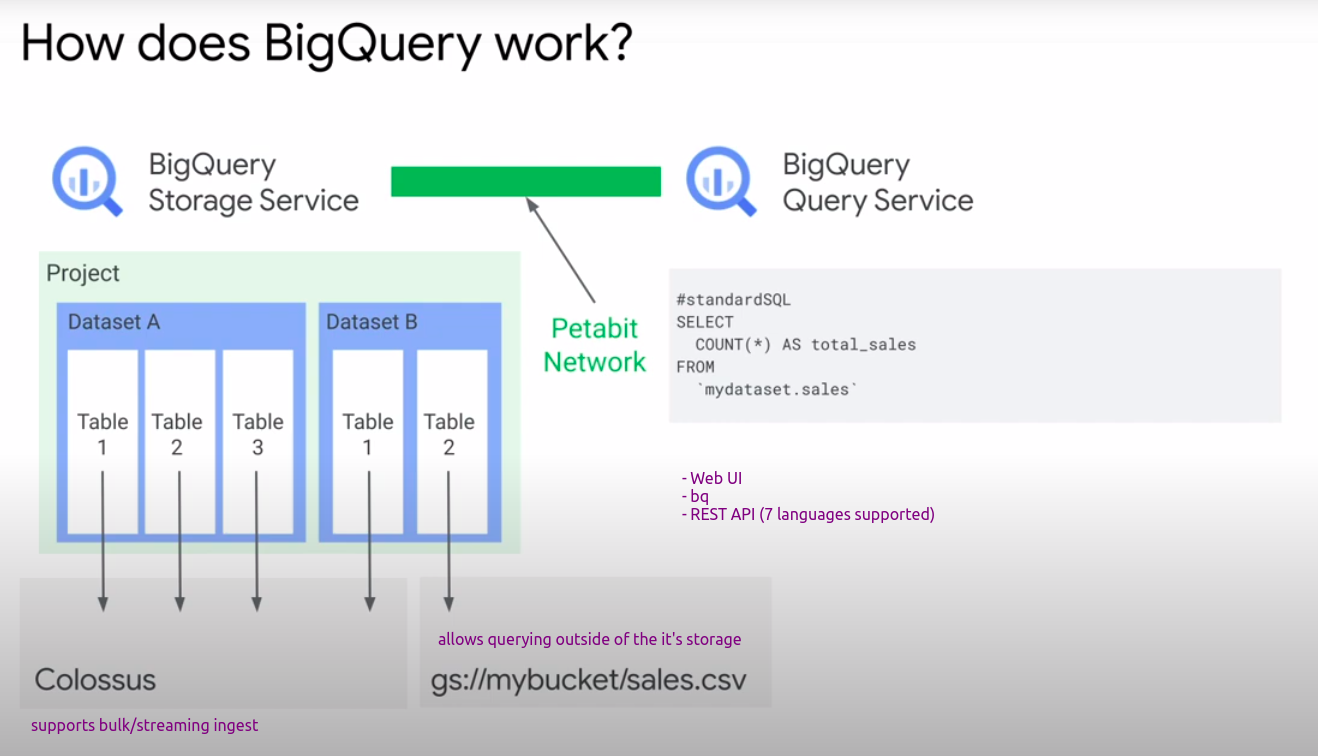 How does BigQuery work?
BigQuery
Storage Service
BigQuery
Query Service
Project
Dataset A
Dataset B
Table
1
Table
2
Table
3
Table
1
Table
2
Petabit
Network
#standardSQL
SELECT
COUNT(*) AS total_sales
FROM
`mydataset.sales`
- Web UI
- bq
- REST API (7 languages supported)
Colossus
supports bulk/streaming ingest
allows querying outside of the it's storage
gs://mybucket/sales.csv